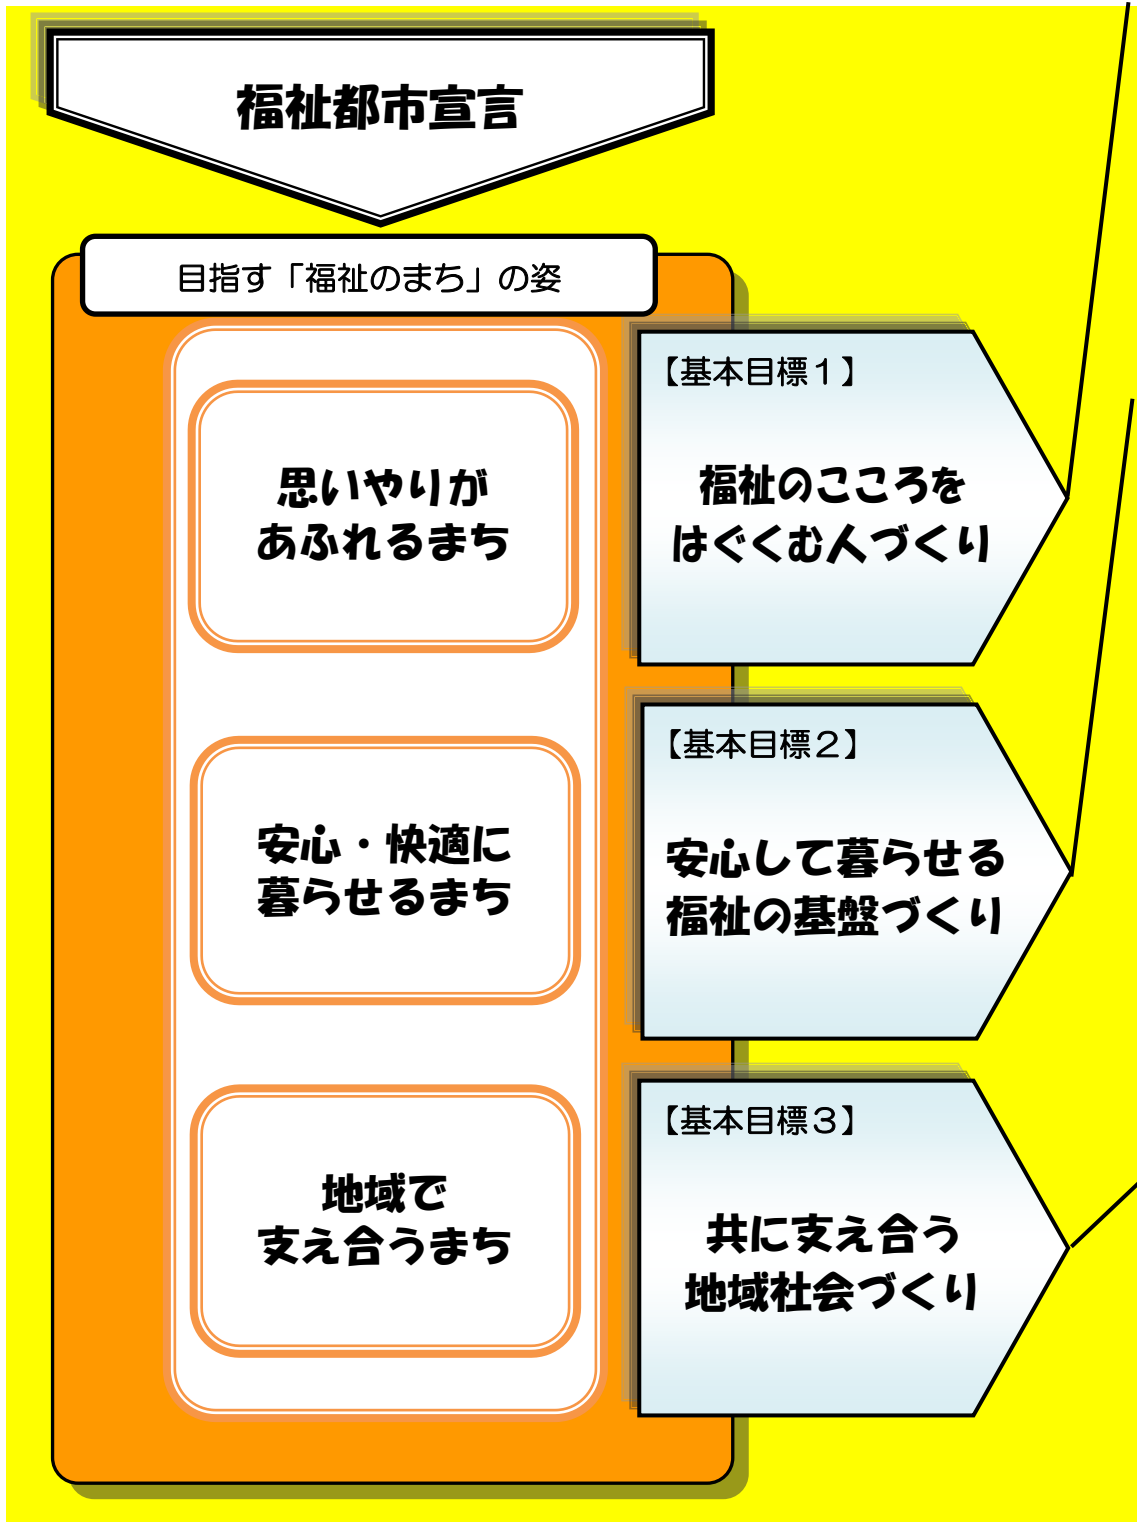 福祉都市宣言
目指す「福祉のまち」の姿
思いやりが
あふれるまち
安心・快適に
暮らせるまち
地域で
支え合うまち
【基本目標１】
福祉のこころを
はぐくむ人づくり
【基本目標２】
安心して暮らせる
福祉の基盤づくり
【基本目標３】
共に支え合う
地域社会づくり